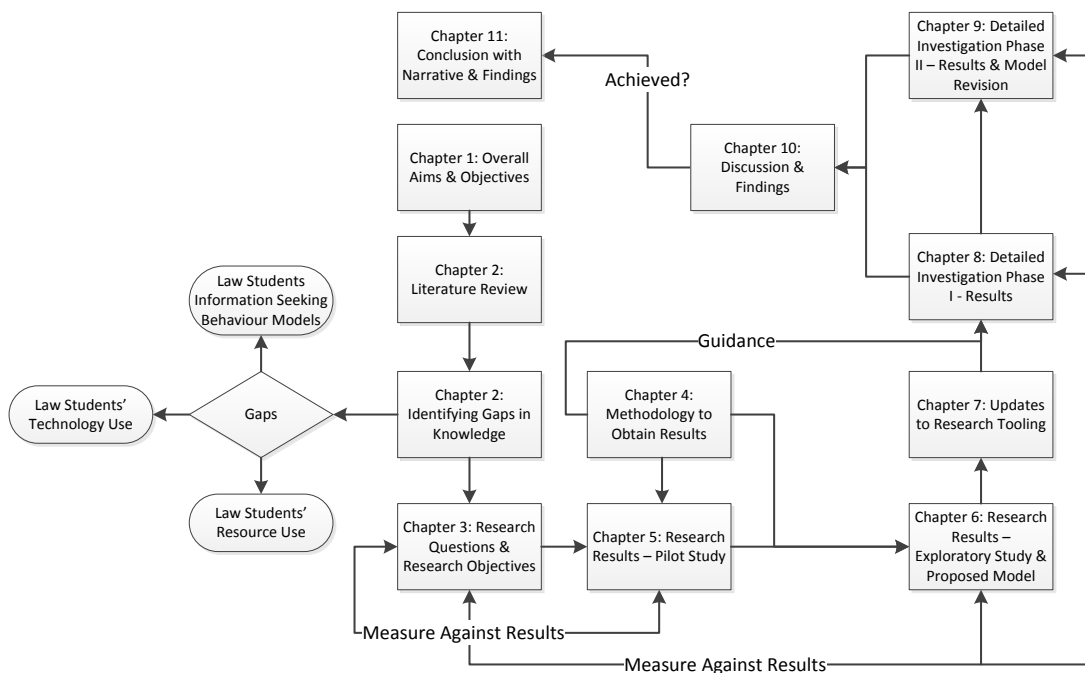 Chapter 11:
Conclusion with
Narrative & Findings
Chapter 9: Detailed
Investigation Phase
II – Results & Model
Revision
Achieved?
Chapter 1: Overall
Aims & Objectives
Chapter 10:
Discussion &
Findings
Chapter 2:
Literature Review
Chapter 8: Detailed
Investigation Phase
I - Results
Law Students
Information Seeking
Behaviour Models
Guidance
Law Students’
Technology Use
Gaps
Chapter 2:
Identifying Gaps in
Knowledge
Chapter 4:
Methodology to
Obtain Results
Chapter 7: Updates
to Research Tooling
Law Students’
Resource Use
Chapter 3: Research
Questions &
Research Objectives
Chapter 5: Research
Results – Pilot Study
Chapter 6: Research
Results –
Exploratory Study &
Proposed Model
Measure Against Results
Measure Against Results